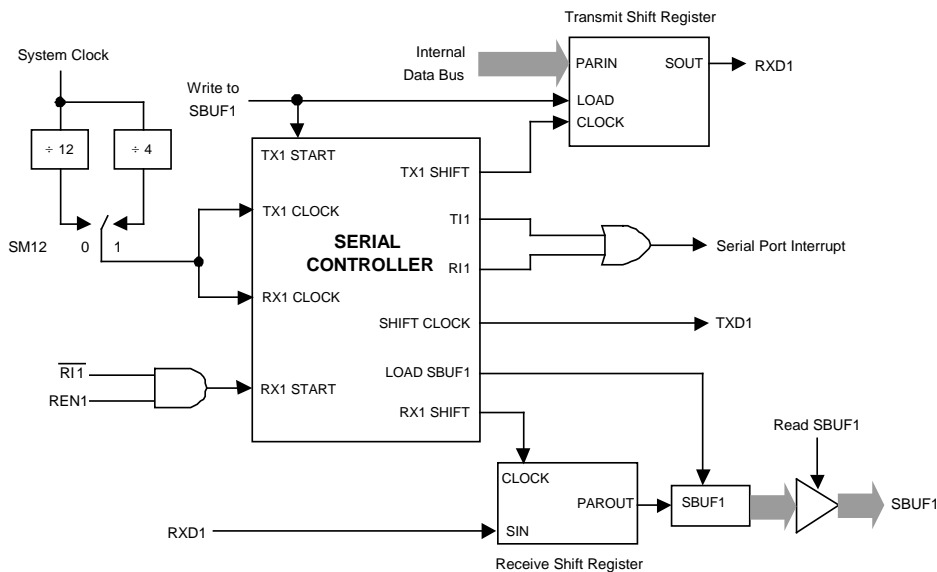 Transmit Shift Register
System Clock
Internal
Data Bus
PARIN
SOUT
RXD1
Write to
SBUF1
LOAD
CLOCK
÷ 12
÷ 4
TX1 START
TX1 SHIFT
TX1 CLOCK
TI1
SM12
0
1
SERIAL
CONTROLLER
Serial Port Interrupt
RI1
RX1 CLOCK
SHIFT CLOCK
TXD1
R̅I̅1̅
REN1
RX1 START
LOAD SBUF1
RX1 SHIFT
Read SBUF1
CLOCK
PAROUT
SBUF1
SBUF1
RXD1
SIN
Receive Shift Register